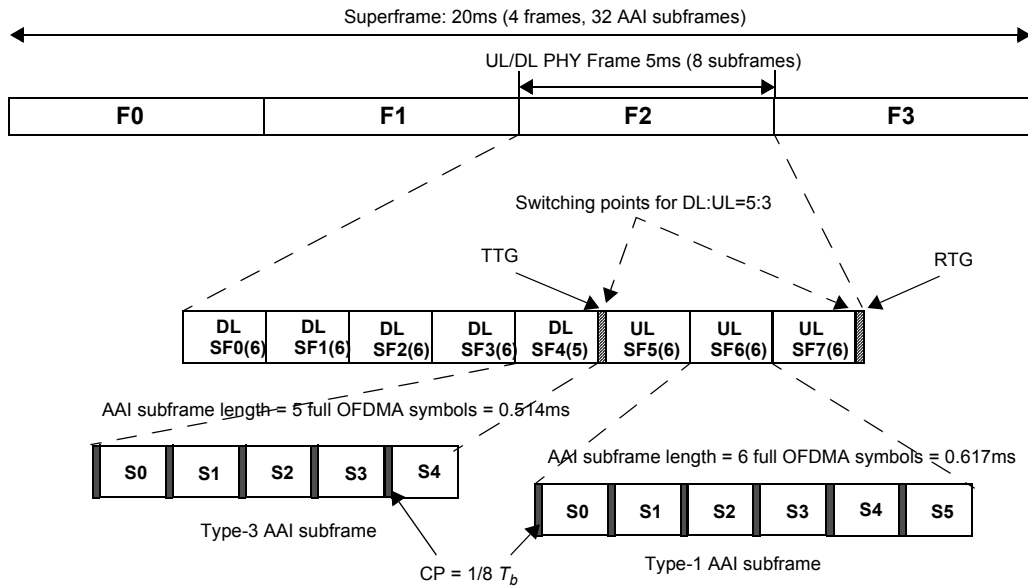 Superframe: 20ms (4 frames, 32 AAI subframes)
UL/DL PHY Frame 5ms (8 subframes)
F0 F1 F2 F3
Switching points for DL:UL=5:3
TTG
RTG
DL DL DL DL DL UL UL UL
SF0(6) SF1(6) SF2(6) SF3(6) SF4(5) SF5(6) SF6(6) SF7(6)
AAI subframe length = 5 full OFDMA symbols = 0.514ms
AAI subframe length = 6 full OFDMA symbols = 0.617ms
S0 S1 S2 S3 S4
S0 S1 S2 S3 S4 S5
Type-3 AAI subframe
Type-1 AAI subframe
CP = 1/8 T_b